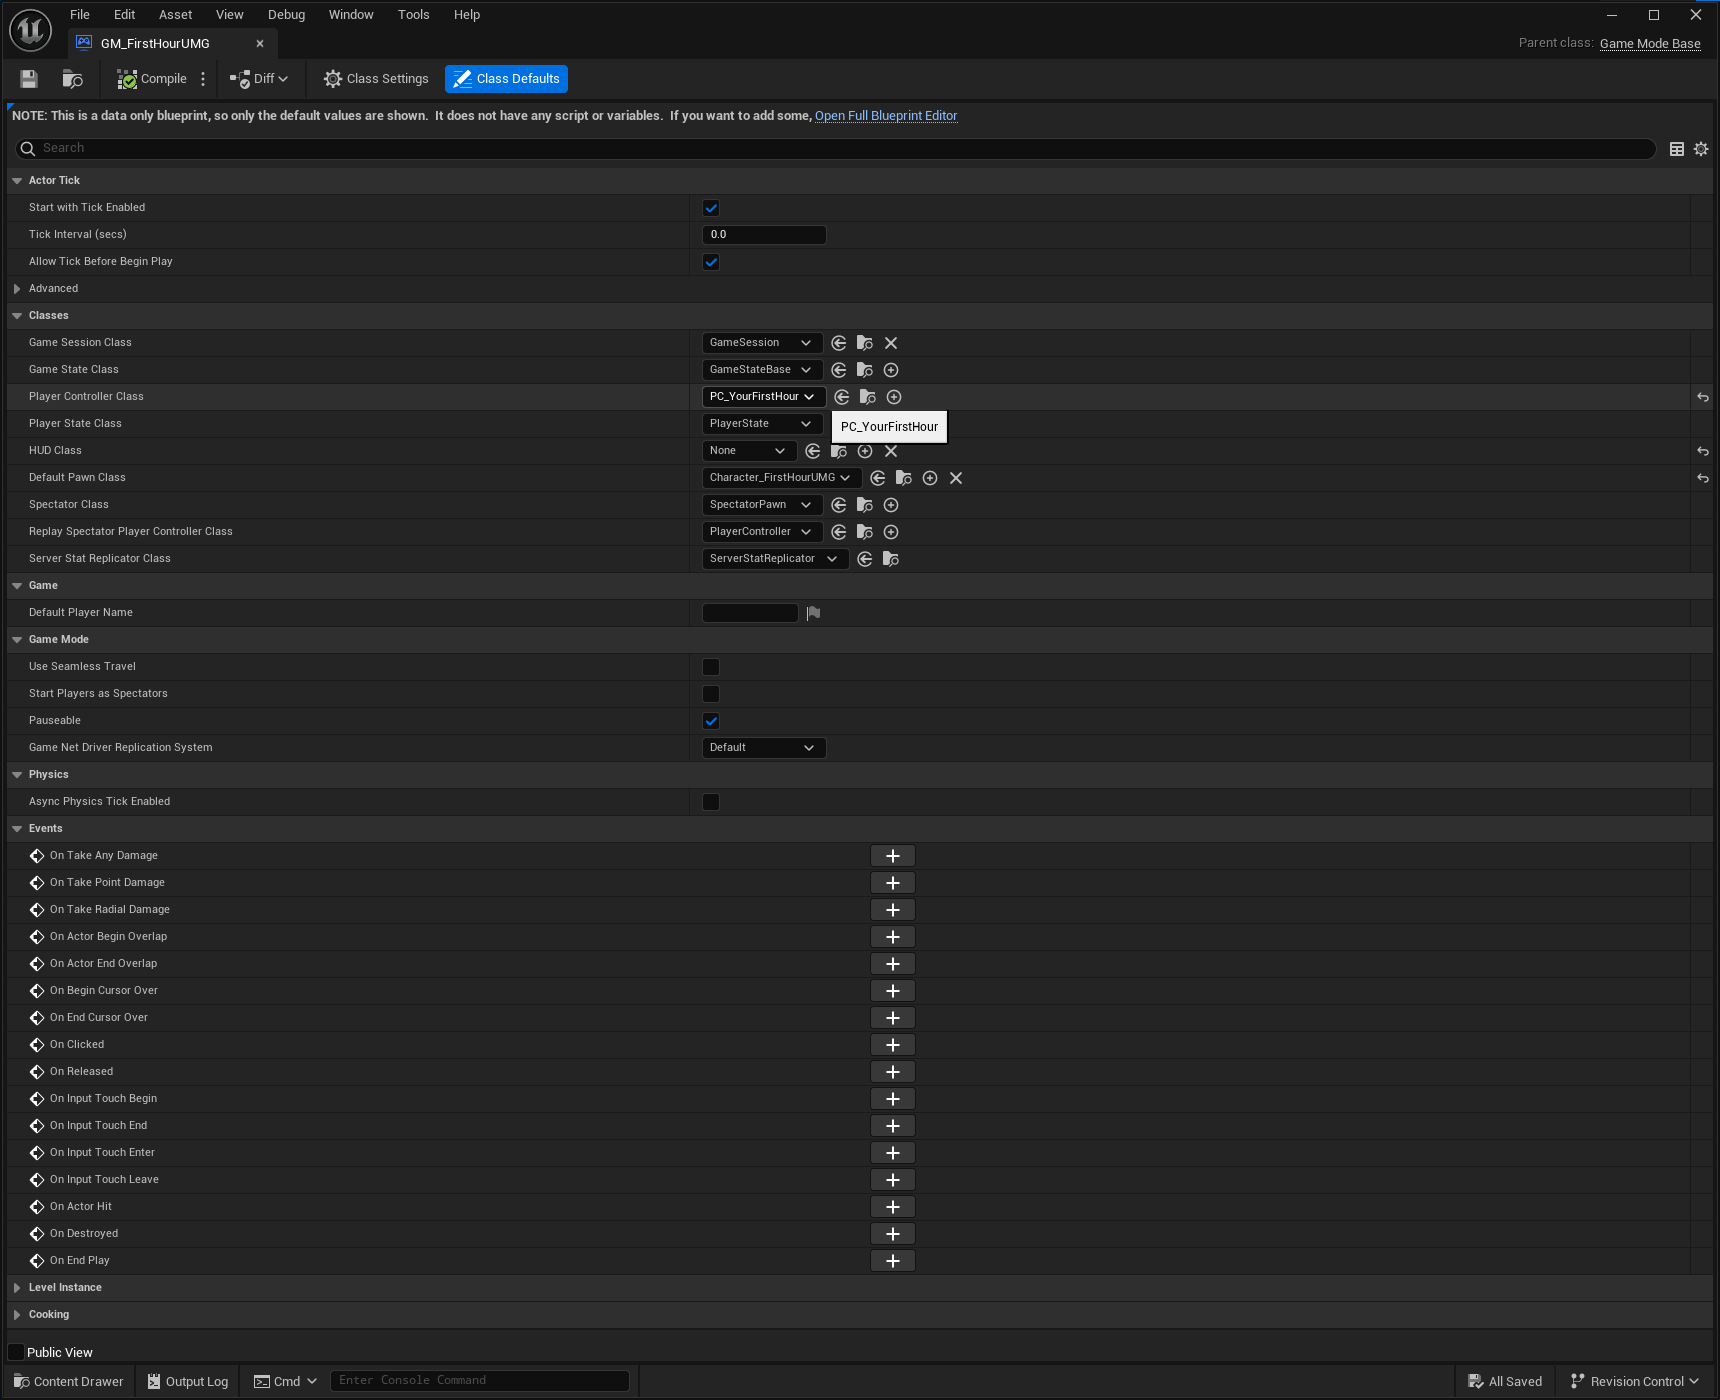 File Edit Asset View Debug Window Tools Help
GM_FirstHourUMG
Parent class: Game Mode Base
Compile Diff Class Settings Class Defaults
NOTE: This is a data only blueprint, so only the default values are shown. It does not have any script or variables. If you want to add some, Open Full Blueprint Editor
Search
Actor Tick
Start with Tick Enabled
Tick Interval (secs) 0.0
Allow Tick Before Begin Play
Advanced
Classes
Game Session Class GameSession
Game State Class GameStateBase
Player Controller Class PC_YourFirstHour
Player State Class PlayerState
PC_YourFirstHour
HUD Class None
Default Pawn Class Character_FirstHourUMG
Spectator Class SpectatorPawn
Replay Spectator Player Controller Class PlayerController
Server Stat Replicator Class ServerStatReplicator
Game
Default Player Name
Game Mode
Use Seamless Travel
Start Players as Spectators
Pauseable
Game Net Driver Replication System Default
Physics
Async Physics Tick Enabled
Events
On Take Any Damage
On Take Point Damage
On Take Radial Damage
On Actor Begin Overlap
On Actor End Overlap
On Begin Cursor Over
On End Cursor Over
On Clicked
On Released
On Input Touch Begin
On Input Touch End
On Input Touch Enter
On Input Touch Leave
On Actor Hit
On Destroyed
On End Play
Level Instance
Cooking
Public View
Content Drawer Output Log Cmd Enter Console Command All Saved Revision Control